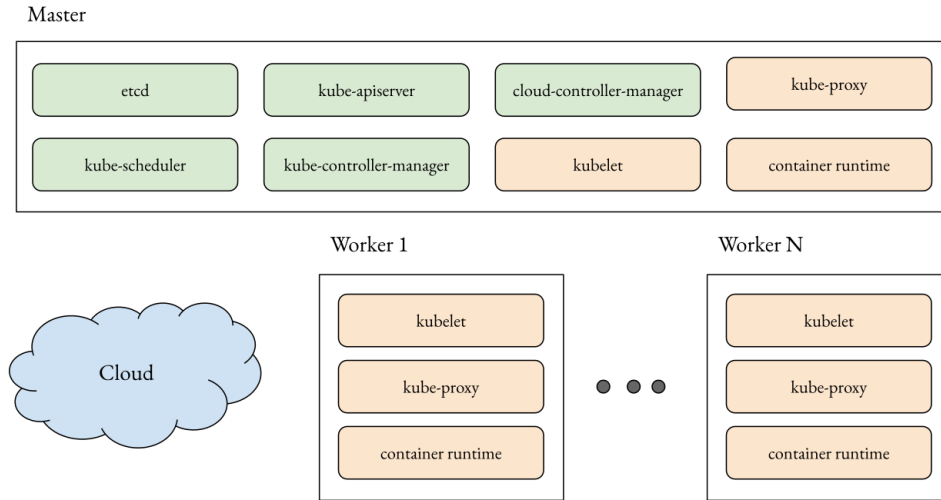 Master
etcd
kube-apiserver
cloud-controller-manager
kube-proxy
kube-scheduler
kube-controller-manager
kubelet
container runtime
Worker 1
Worker N
Cloud
kubelet
kube-proxy
container runtime
kubelet
kube-proxy
container runtime